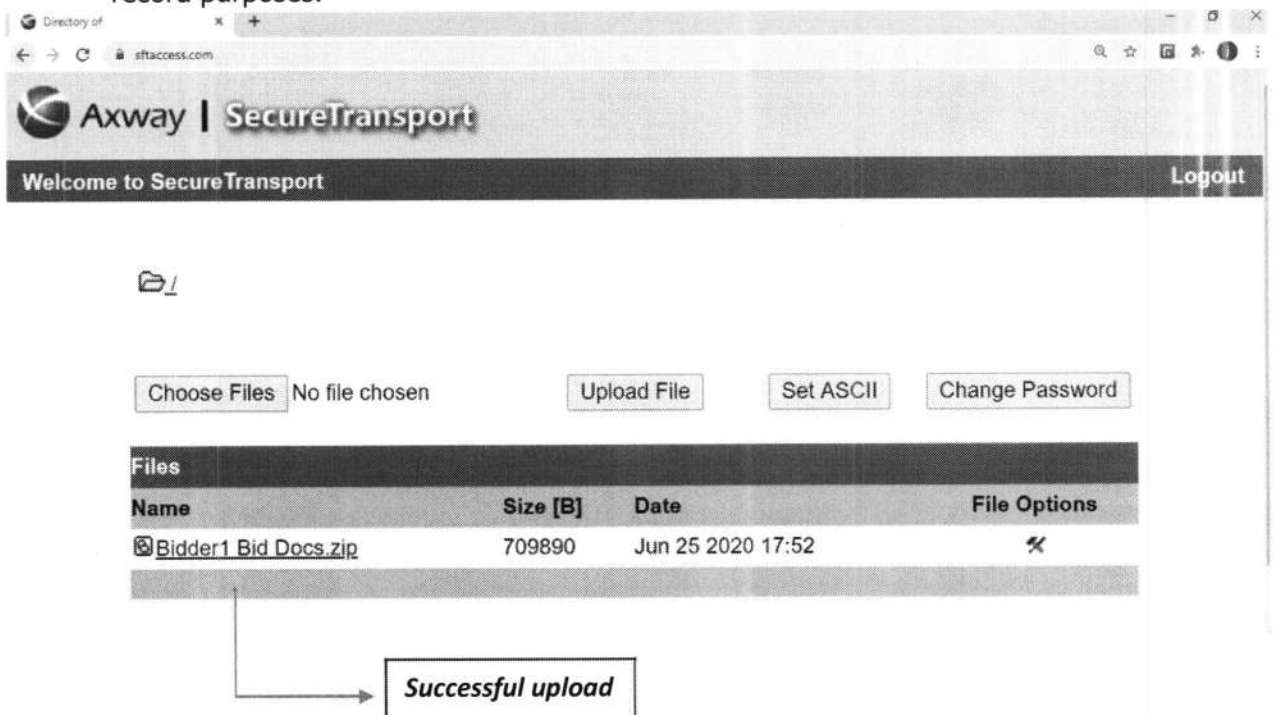 record purposes.
Directory of × +
sftaccess.com
Axway | SecureTransport
Welcome to SecureTransport Logout
/
Choose Files No file chosen Upload File Set ASCII Change Password
Files
Name Size [B] Date File Options
Bidder1 Bid Docs.zip 709890 Jun 25 2020 17:52
Successful upload